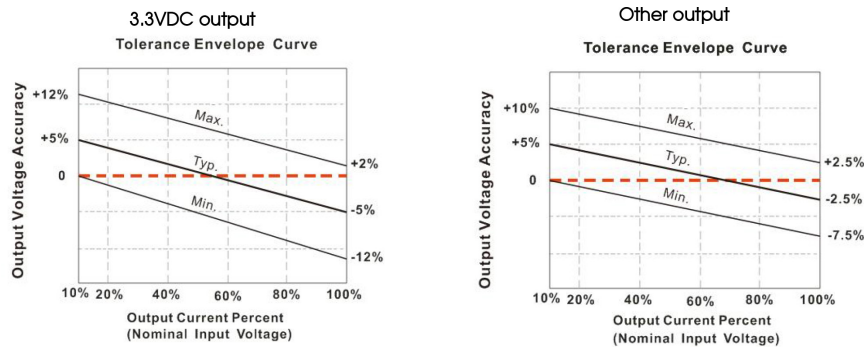 3.3VDC output
Tolerance Envelope Curve
Output Voltage Accuracy
+12%
+5%
0
Max.
Typ.
Min.
+2%
-5%
-12%
10% 20% 40% 60% 80% 100%
Output Current Percent
(Nominal Input Voltage)
Other output
Tolerance Envelope Curve
Output Voltage Accuracy
+10%
+5%
0
Max.
Typ.
Min.
+2.5%
-2.5%
-7.5%
10% 20% 40% 60% 80% 100%
Output Current Percent
(Nominal Input Voltage)